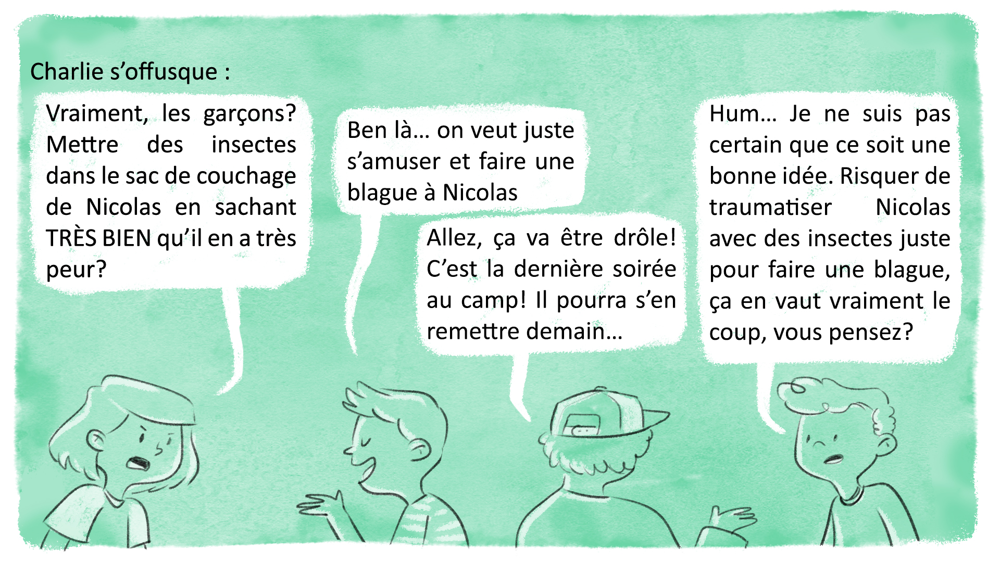 Charlie s’offusque :
Vraiment, les garçons?
Mettre des insectes
dans le sac de couchage
de Nicolas en sachant
TRÈS BIEN qu’il en a très
peur?
Ben là… on veut juste
s’amuser et faire une
blague à Nicolas
Allez, ça va être drôle!
C’est la dernière soirée
au camp! Il pourra s’en
remettre demain…
Hum… Je ne suis pas
certain que ce soit une
bonne idée. Risquer de
traumatiser Nicolas
avec des insectes juste
pour faire une blague,
ça en vaut vraiment le
coup, vous pensez?